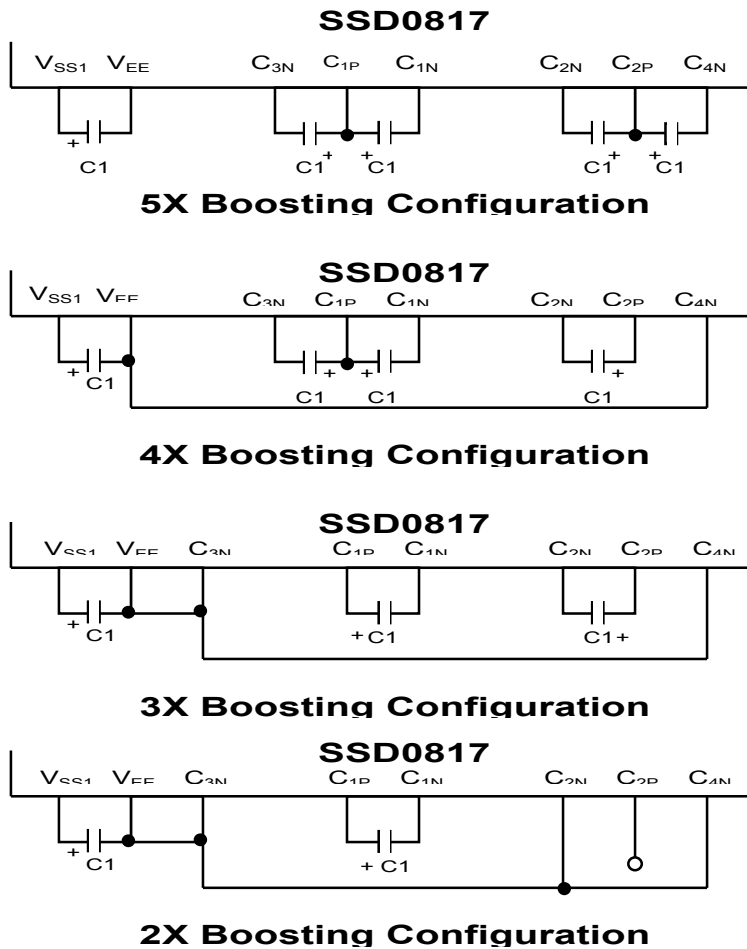 SSD0817
VSS1 VEE C3N C1P C1N C2N C2P C4N
+ + + + +
C1 C1 C1 C1 C1
5X Boosting Configuration
SSD0817
VSS1 VEE C3N C1P C1N C2N C2P C4N
+ + + +
C1 C1 C1 C1
4X Boosting Configuration
SSD0817
VSS1 VEE C3N C1P C1N C2N C2P C4N
+ C1 + C1 C1 +
3X Boosting Configuration
SSD0817
VSS1 VEE C3N C1P C1N C2N C2P C4N
+ C1 + C1
2X Boosting Configuration